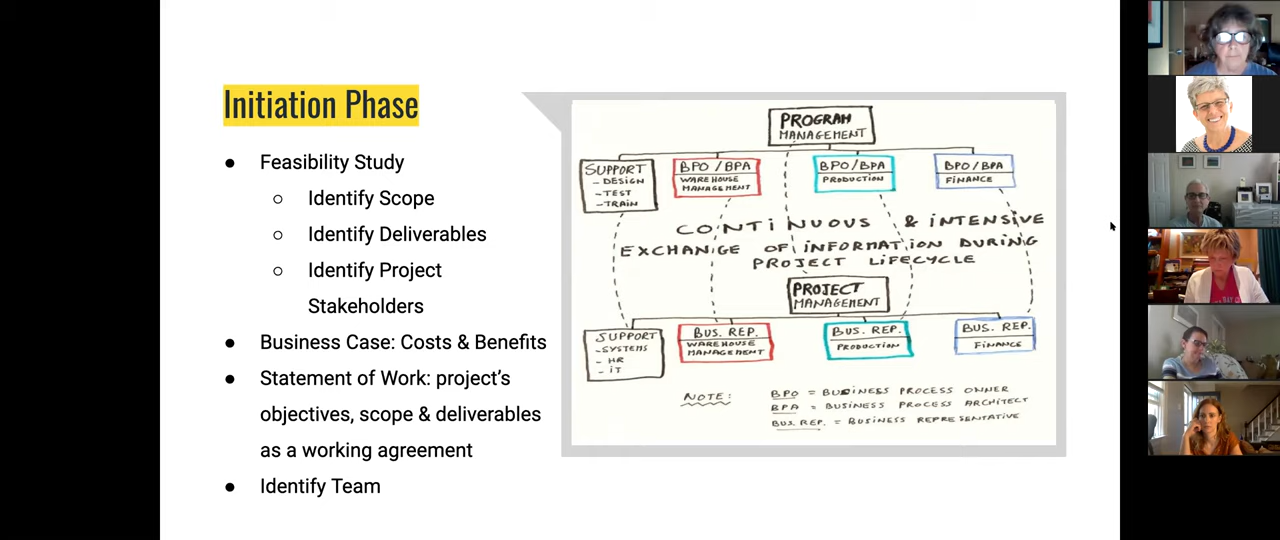 Initiation Phase
Feasibility Study
Identify Scope
Identify Deliverables
Identify Project
Stakeholders
Business Case: Costs & Benefits
Statement of Work: project's
objectives, scope & deliverables
as a working agreement
Identify Team
PROGRAM
MANAGEMENT
SUPPORT
- DESIGN
- TEST
- TRAIN
BPO/BPA
WAREHOUSE
MANAGEMENT
BPO/BPA
PRODUCTION
BPO/BPA
FINANCE
CONTINUOUS & INTENSIVE
EXCHANGE OF INFORMATION DURING
PROJECT LIFECYCLE
PROJECT
MANAGEMENT
SUPPORT
- SYSTEMS
- HR
- IT
BUS. REP.
WAREHOUSE
MANAGEMENT
BUS. REP.
PRODUCTION
BUS. REP.
FINANCE
NOTE:
BPO = BUSINESS PROCESS OWNER
BPA = BUSINESS PROCESS ARCHITECT
BUS. REP. = BUSINESS REPRESENTATIVE